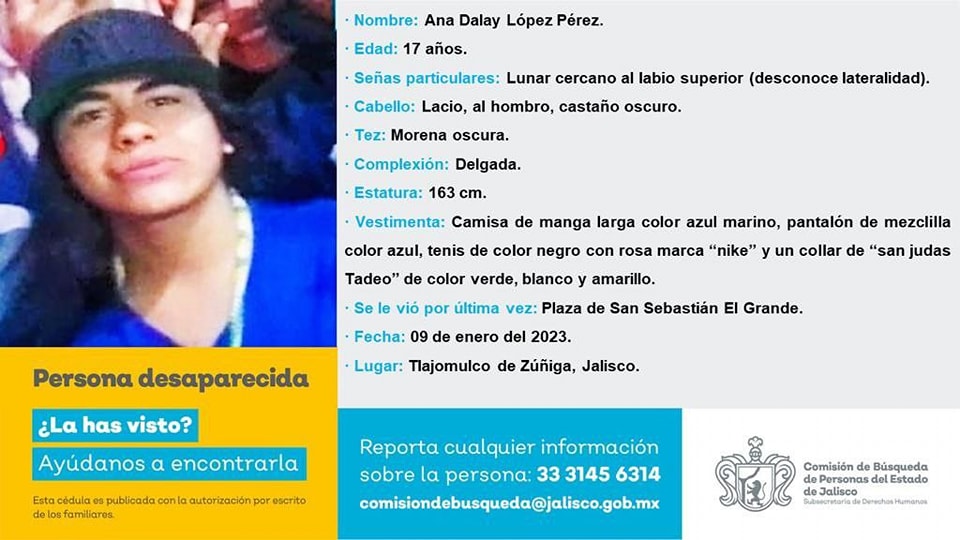 · Nombre: Ana Dalay López Pérez.
· Edad: 17 años.
· Señas particulares: Lunar cercano al labio superior (desconoce lateralidad).
· Cabello: Lacio, al hombro, castaño oscuro.
· Tez: Morena oscura.
· Complexión: Delgada.
· Estatura: 163 cm.
· Vestimenta: Camisa de manga larga color azul marino, pantalón de mezclilla
color azul, tenis de color negro con rosa marca “nike” y un collar de “san judas
Tadeo” de color verde, blanco y amarillo.
· Se le vió por última vez: Plaza de San Sebastián El Grande.
· Fecha: 09 de enero del 2023.
· Lugar: Tlajomulco de Zúñiga, Jalisco.
Persona desaparecida
¿La has visto?
Ayúdanos a encontrarla
Esta cédula es publicada con la autorización por escrito
de los familiares.
Reporta cualquier información
sobre la persona: 33 3145 6314
comisiondebusqueda@jalisco.gob.mx
Comisión de Búsqueda
de Personas del Estado
de Jalisco
Subsecretaría de Derechos Humanos